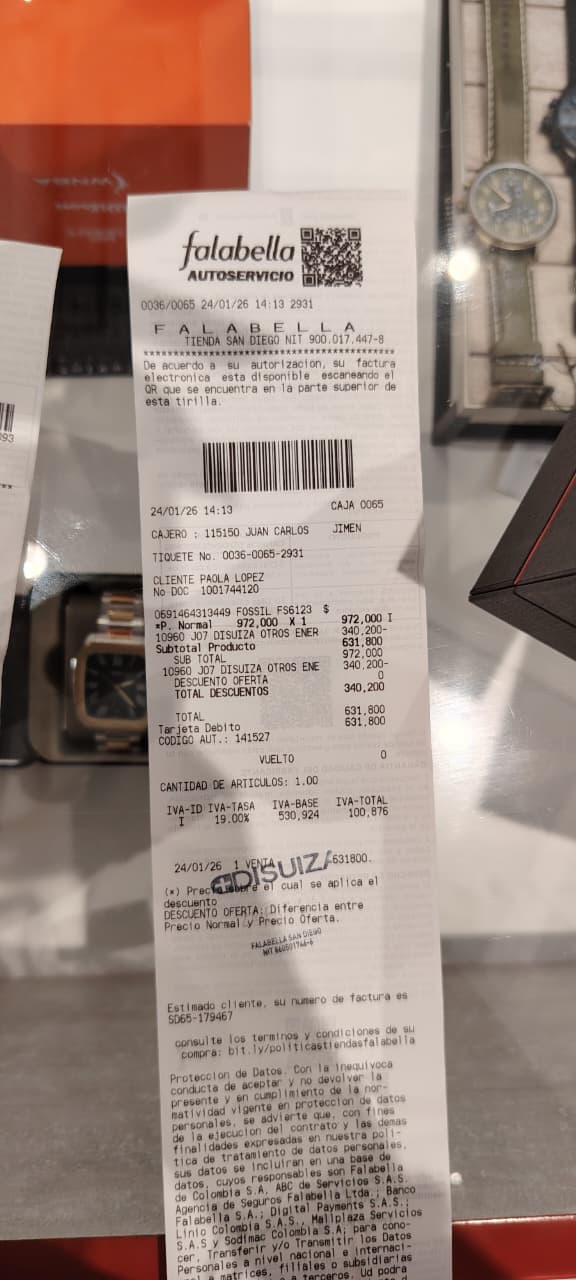 falabella
AUTOSERVICIO
0036/0065 24/01/26 14:13 2931
F A L A B E L L A
TIENDA SAN DIEGO NIT 900.017.447-8
****************************************
De acuerdo a su autorizacion, su factura
electronica esta disponible escaneando el
QR que se encuentra en la parte superior de
esta tirilla.
24/01/26 14:13 CAJA 0065
CAJERO : 115150 JUAN CARLOS JIMEN
TIQUETE No. 0036-0065-2931
CLIENTE PAOLA LOPEZ
No DOC 1001744120
0691464313449 FOSSIL FS6123 $
*P. Normal 972,000 X 1 972,000 I
10960 J07 DISUIZA OTROS ENER 340,200-
Subtotal Producto 631,800
SUB TOTAL 972,000
10960 J07 DISUIZA OTROS ENE 340,200-
DESCUENTO OFERTA 0
TOTAL DESCUENTOS 340,200
TOTAL 631,800
Tarjeta Debito 631,800
CODIGO AUT.: 141527
VUELTO 0
CANTIDAD DE ARTICULOS: 1.00
IVA-ID IVA-TASA IVA-BASE IVA-TOTAL
I 19.00% 530,924 100,876
24/01/26 1 VENTA 631800.
DISUIZA
(*) Precio sobre el cual se aplica el
descuento
DESCUENTO OFERTA: Diferencia entre
Precio Normal y Precio Oferta.
FALABELLA SAN DIEGO
Estimado cliente, su numero de factura es
SD65-179467
consulte los terminos y condiciones de su
compra: bit.ly/politicastiendasfalabella
Proteccion de Datos. Con la inequivoca
conducta de aceptar y no devolver la
presente y en cumplimiento de la nor-
matividad vigente en proteccion de datos
personales, se advierte que, con fines
de la ejecucion del contrato y las demas
finalidades expresadas en nuestra poli-
tica de tratamiento de datos personales,
sus datos se incluiran en una base de
datos, cuyos responsables son Falabella
de Colombia S.A, ABC de Servicios S.A.S.
Agencia de Seguros Falabella Ltda.; Banco
Falabella S.A.; Digital Payments S.A.S.;
Linio Colombia S.A.S., Mallplaza Servicios
S.A.S y Sodimac Colombia S.A; para cono-
cer, Transferir y/o Transmitir los Datos
Personales a nivel nacional e internaci-
a matrices, filiales o subsidiarias
a terceros. Ud podra